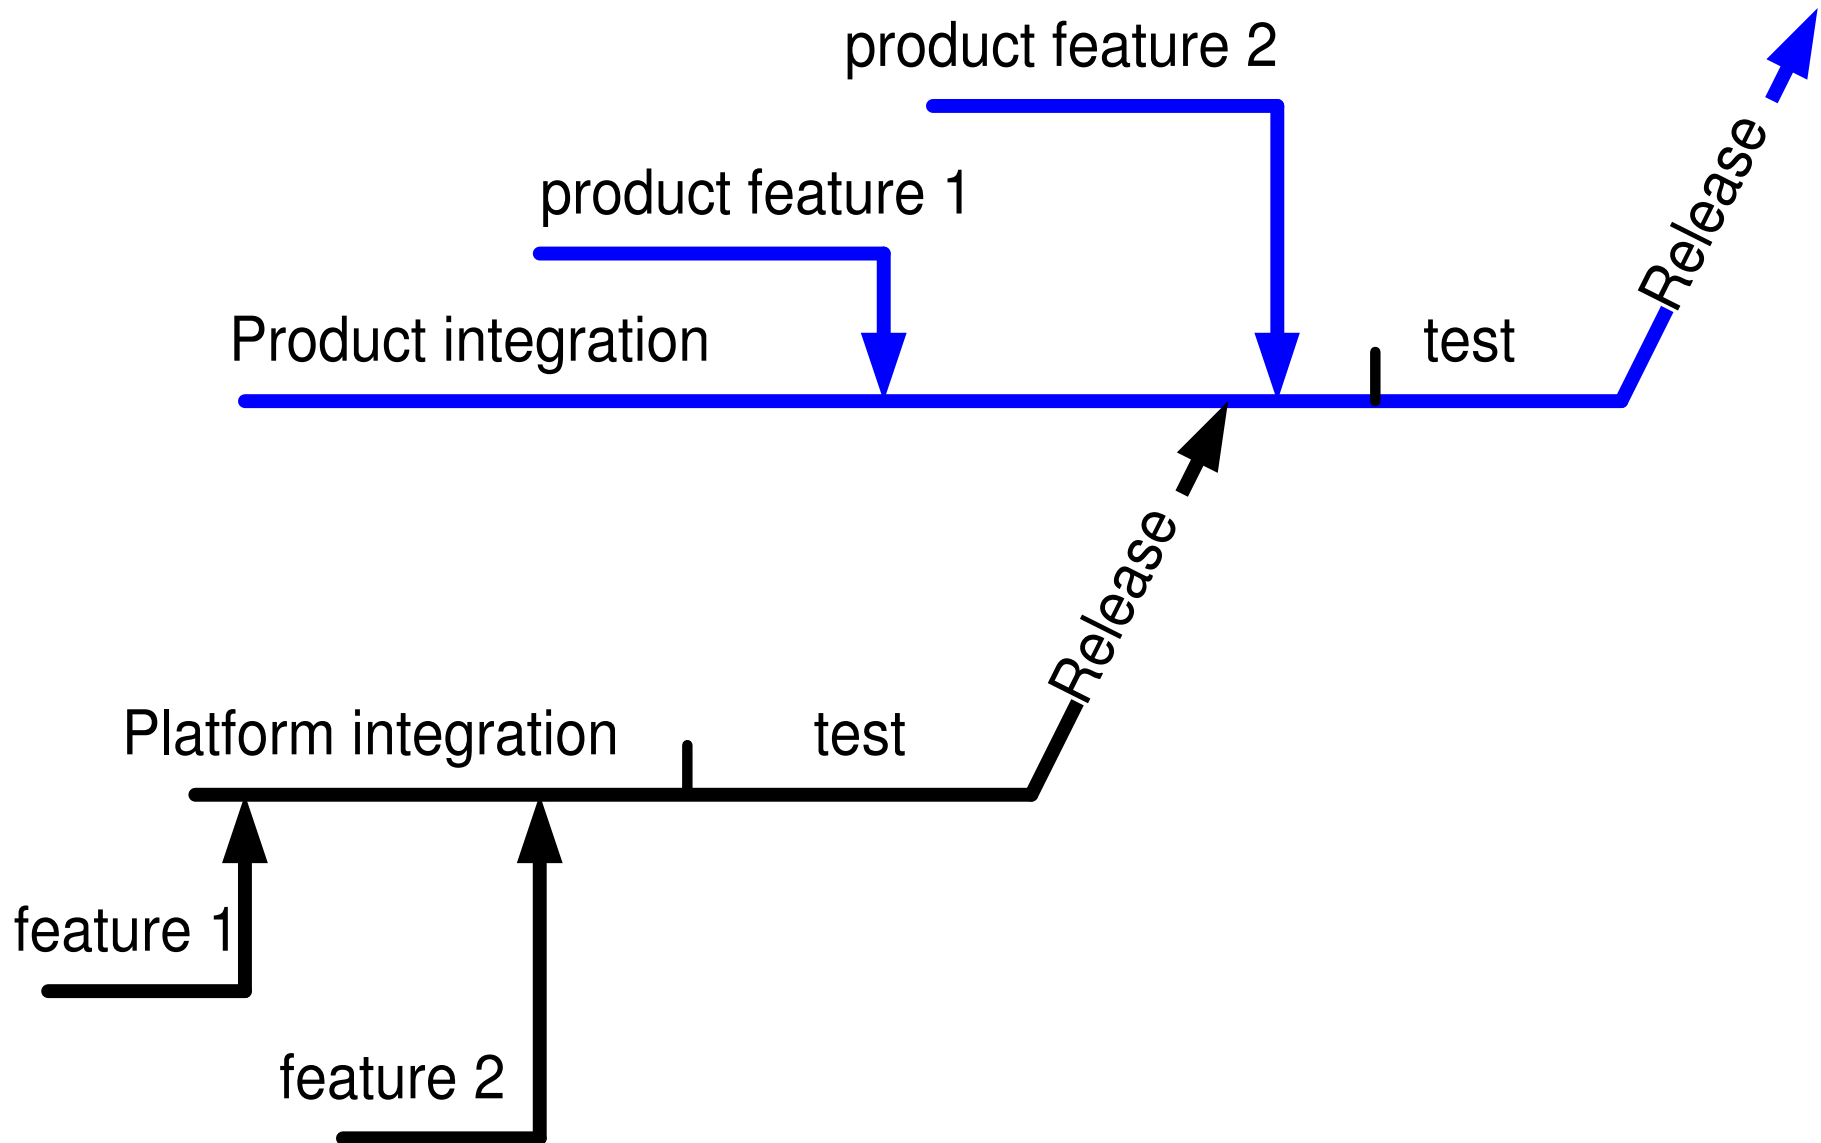 product feature 2
product feature 1
Release
Product integration
test
Release
Platform integration
test
feature 1
feature 2